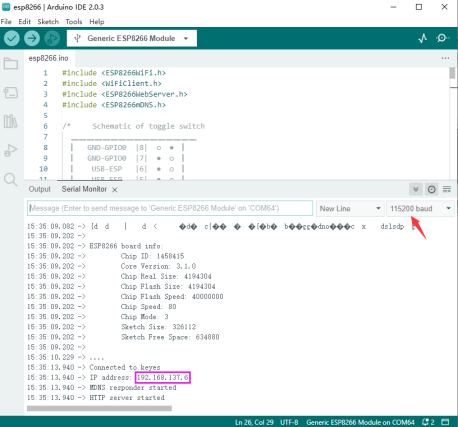 esp8266 | Arduino IDE 2.0.3
File Edit Sketch Tools Help
Generic ESP8266 Module
esp8266.ino
1 #include <ESP8266WiFi.h>
2 #include <WiFiClient.h>
3 #include <ESP8266WebServer.h>
4 #include <ESP8266mDNS.h>
5
6 /* Schematic of toggle switch
7
8 | GND-GPIO0 |8| o ● |
9 | GND-GPIO0 |7| ● o |
10 | USB-ESP |6| ● o |
11 | USB-ESP |5|
Output Serial Monitor
Message (Enter to send message to 'Generic ESP8266 Module' on 'COM64')
New Line
115200 baud
15:35:09.202 ->
15:35:09.202 -> ESP8266 board info:
15:35:09.202 -> Chip ID: 1458415
15:35:09.202 -> Core Version: 3.1.0
15:35:09.202 -> Chip Real Size: 4194304
15:35:09.202 -> Chip Flash Size: 4194304
15:35:09.202 -> Chip Flash Speed: 40000000
15:35:09.202 -> Chip Speed: 80
15:35:09.202 -> Chip Mode: 3
15:35:09.202 -> Sketch Size: 326112
15:35:09.202 -> Sketch Free Space: 634880
15:35:09.202 ->
15:35:10.229 -> ....
15:35:13.940 -> Connected to keyes
15:35:13.940 -> IP address: 192.168.137.6
15:35:13.940 -> MDNS responder started
15:35:13.940 -> HTTP server started
Ln 26, Col 29 UTF-8 Generic ESP8266 Module on COM64 2